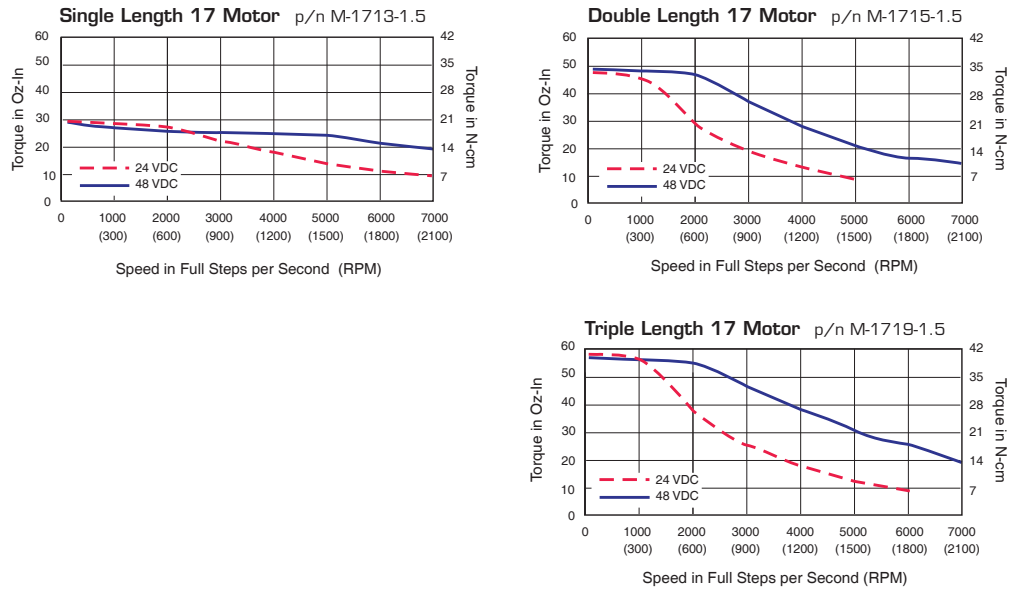 Single Length 17 Motor p/n M-1713-1.5
60
50
40
30
20
10
0
Torque in Oz-In
42
35
28
21
14
7
Torque in N-cm
24 VDC
48 VDC
0 1000 2000 3000 4000 5000 6000 7000
(300) (600) (900) (1200) (1500) (1800) (2100)
Speed in Full Steps per Second (RPM)
Double Length 17 Motor p/n M-1715-1.5
60
50
40
30
20
10
0
Torque in Oz-In
42
35
28
21
14
7
Torque in N-cm
24 VDC
48 VDC
0 1000 2000 3000 4000 5000 6000 7000
(300) (600) (900) (1200) (1500) (1800) (2100)
Speed in Full Steps per Second (RPM)
Triple Length 17 Motor p/n M-1719-1.5
60
50
40
30
20
10
0
Torque in Oz-In
42
35
28
21
14
7
Torque in N-cm
24 VDC
48 VDC
0 1000 2000 3000 4000 5000 6000 7000
(300) (600) (900) (1200) (1500) (1800) (2100)
Speed in Full Steps per Second (RPM)